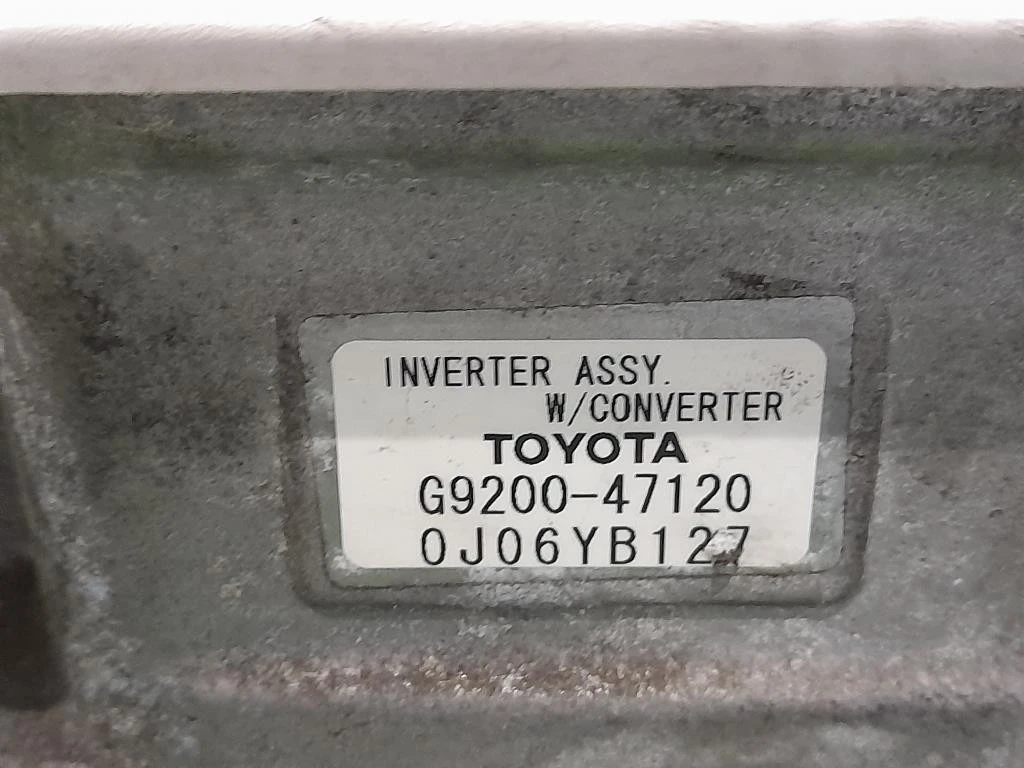 INVERTER ASSY.
W/CONVERTER
TOYOTA
G9200-47120
0J06YB127